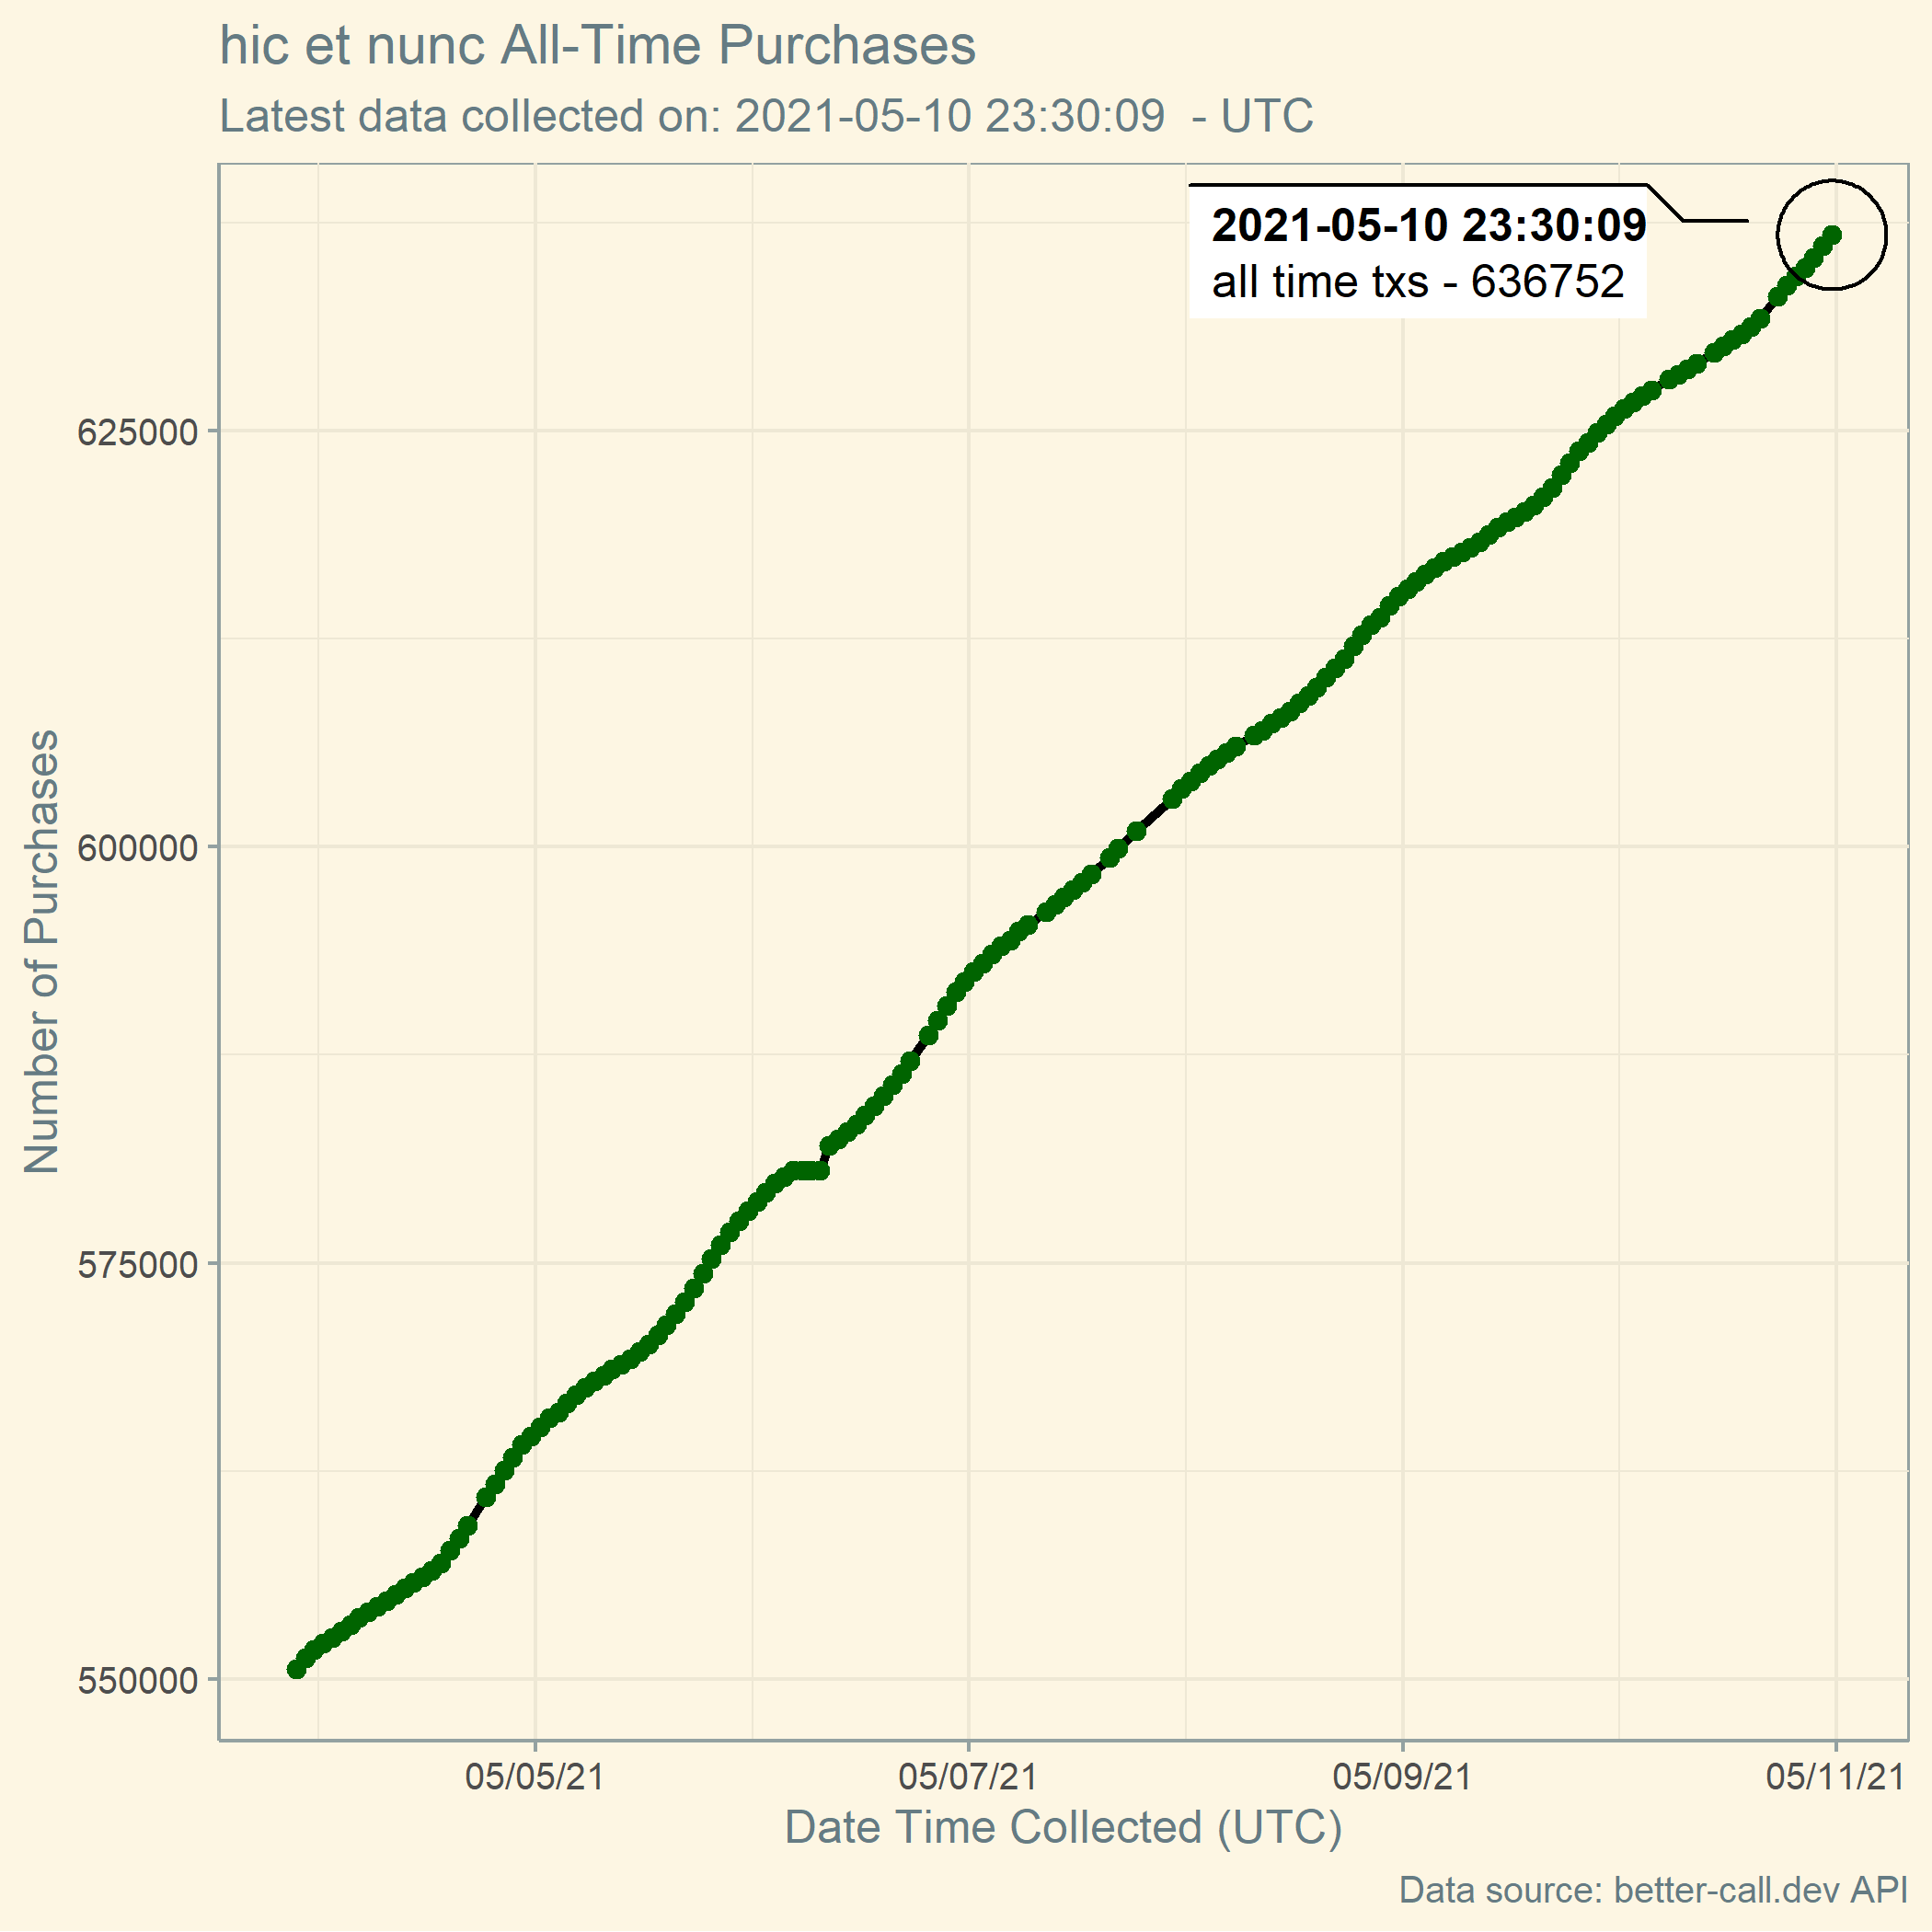 hic et nunc All-Time Purchases
Latest data collected on: 2021-05-10 23:30:09  - UTC
2021-05-10 23:30:09
all time txs - 636752
Number of Purchases
625000
600000
575000
550000
05/05/21
05/07/21
05/09/21
05/11/21
Date Time Collected (UTC)
Data source: better-call.dev API